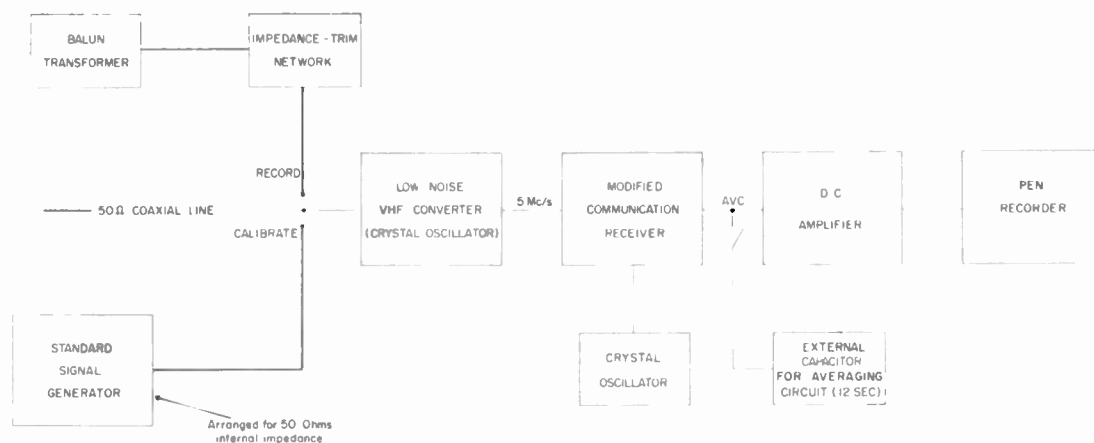 BALUN
TRANSFORMER
IMPEDANCE-TRIM
NETWORK
RECORD
50Ω COAXIAL LINE
CALIBRATE
LOW NOISE
VHF CONVERTER
(CRYSTAL OSCILLATOR)
5 Mc/s
MODIFIED
COMMUNICATION
RECEIVER
AVC
D C
AMPLIFIER
PEN
RECORDER
STANDARD
SIGNAL
GENERATOR
Arranged for 50 Ohms
internal impedance
CRYSTAL
OSCILLATOR
EXTERNAL
CAPACITOR
FOR AVERAGING
CIRCUIT (12 SEC)